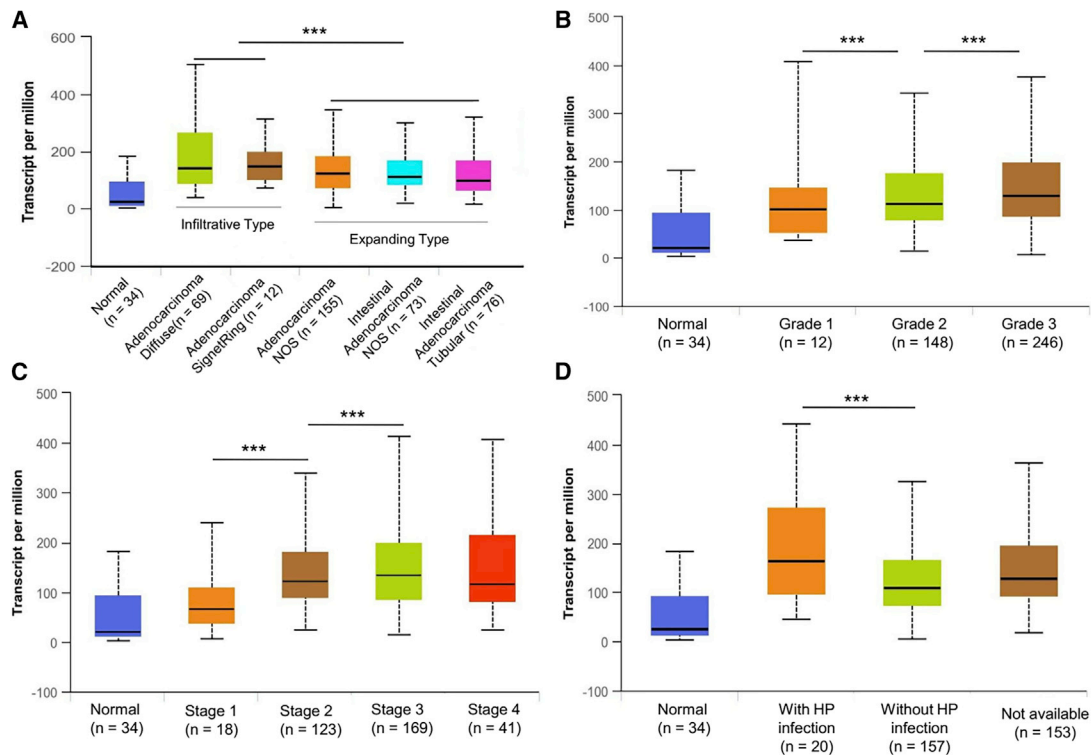 A
Transcript per million
600
400
200
0
-200
***
Infiltrative Type
Expanding Type
Normal
(n = 34)
Adenocarcinoma
Diffuse(n = 69)
Adenocarcinoma
SignetRing (n = 12)
Adenocarcinoma
NOS (n = 155)
Intestinal
Adenocarcinoma
NOS (n = 73)
Intestinal
Adenocarcinoma
Tubular (n = 76)
B
Transcript per million
500
400
300
200
100
0
-100
***
***
Normal
(n = 34)
Grade 1
(n = 12)
Grade 2
(n = 148)
Grade 3
(n = 246)
C
Transcript per million
500
400
300
200
100
0
-100
***
***
Normal
(n = 34)
Stage 1
(n = 18)
Stage 2
(n = 123)
Stage 3
(n = 169)
Stage 4
(n = 41)
D
Transcript per million
500
400
300
200
100
0
-100
***
Normal
(n = 34)
With HP
infection
(n = 20)
Without HP
infection
(n = 157)
Not available
(n = 153)